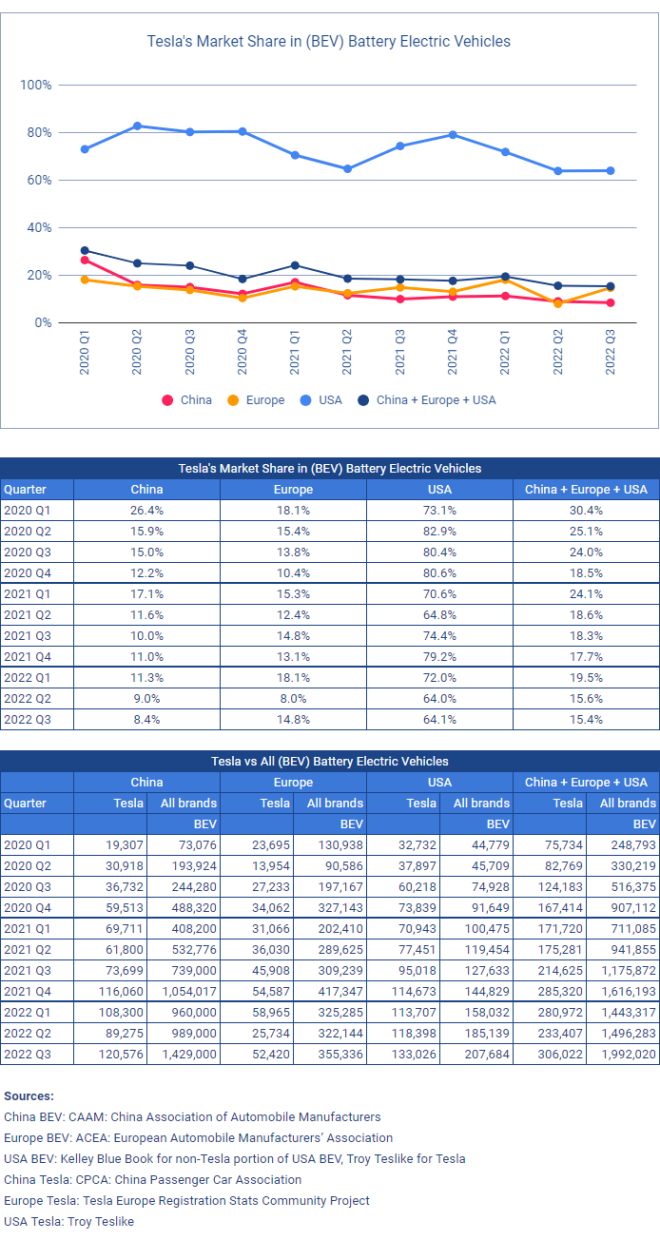 Tesla's Market Share in (BEV) Battery Electric Vehicles
100%
80%
60%
40%
20%
0%
2020 Q1
2020 Q2
2020 Q3
2020 Q4
2021 Q1
2021 Q2
2021 Q3
2021 Q4
2022 Q1
2022 Q2
2022 Q3
China Europe USA China + Europe + USA
Tesla's Market Share in (BEV) Battery Electric Vehicles
Quarter China Europe USA China + Europe + USA
2020 Q1 26.4% 18.1% 73.1% 30.4%
2020 Q2 15.9% 15.4% 82.9% 25.1%
2020 Q3 15.0% 13.8% 80.4% 24.0%
2020 Q4 12.2% 10.4% 80.6% 18.5%
2021 Q1 17.1% 15.3% 70.6% 24.1%
2021 Q2 11.6% 12.4% 64.8% 18.6%
2021 Q3 10.0% 14.8% 74.4% 18.3%
2021 Q4 11.0% 13.1% 79.2% 17.7%
2022 Q1 11.3% 18.1% 72.0% 19.5%
2022 Q2 9.0% 8.0% 64.0% 15.6%
2022 Q3 8.4% 14.8% 64.1% 15.4%
Tesla vs All (BEV) Battery Electric Vehicles
China Europe USA China + Europe + USA
Quarter Tesla All brands Tesla All brands Tesla All brands Tesla All brands
BEV BEV BEV BEV
2020 Q1 19,307 73,076 23,695 130,938 32,732 44,779 75,734 248,793
2020 Q2 30,918 193,924 13,954 90,586 37,897 45,709 82,769 330,219
2020 Q3 36,732 244,280 27,233 197,167 60,218 74,928 124,183 516,375
2020 Q4 59,513 488,320 34,062 327,143 73,839 91,649 167,414 907,112
2021 Q1 69,711 408,200 31,066 202,410 70,943 100,475 171,720 711,085
2021 Q2 61,800 532,776 36,030 289,625 77,451 119,454 175,281 941,855
2021 Q3 73,699 739,000 45,908 309,239 95,018 127,633 214,625 1,175,872
2021 Q4 116,060 1,054,017 54,587 417,347 114,673 144,829 285,320 1,616,193
2022 Q1 108,300 960,000 58,965 325,285 113,707 158,032 280,972 1,443,317
2022 Q2 89,275 989,000 25,734 322,144 118,398 185,139 233,407 1,496,283
2022 Q3 120,576 1,429,000 52,420 355,336 133,026 207,684 306,022 1,992,020
Sources:
China BEV: CAAM: China Association of Automobile Manufacturers
Europe BEV: ACEA: European Automobile Manufacturers' Association
USA BEV: Kelley Blue Book for non-Tesla portion of USA BEV, Troy Teslike for Tesla
China Tesla: CPCA: China Passenger Car Association
Europe Tesla: Tesla Europe Registration Stats Community Project
USA Tesla: Troy Teslike